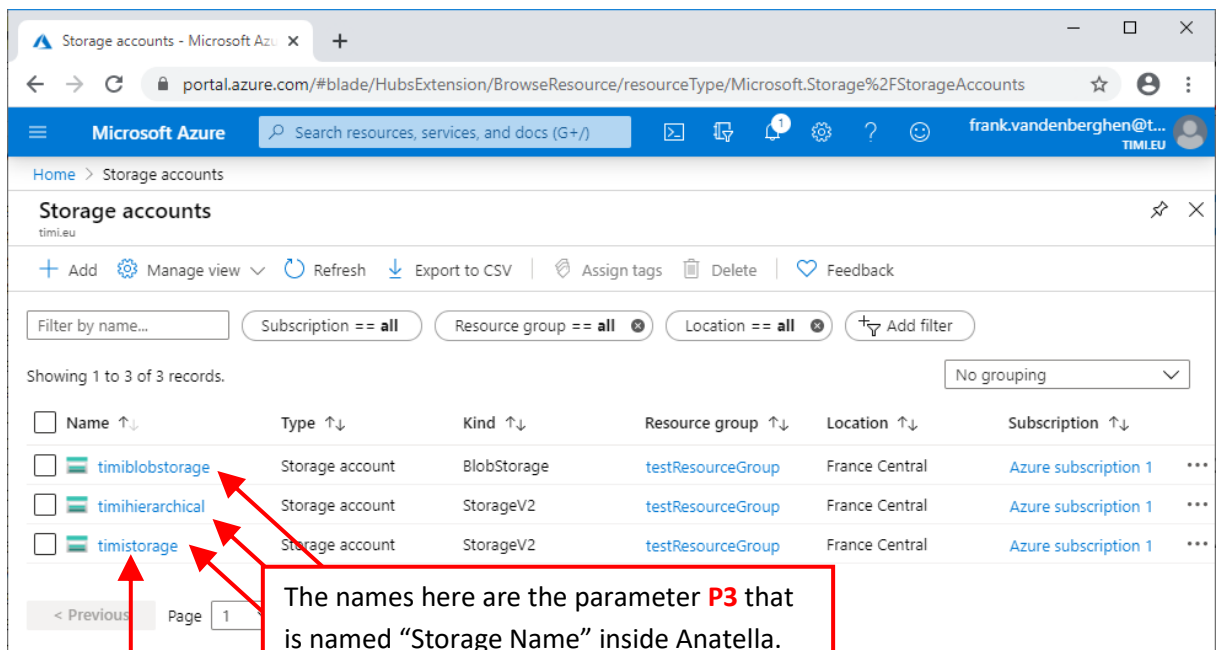 Storage accounts - Microsoft Azu
portal.azure.com/#blade/HubsExtension/BrowseResource/resourceType/Microsoft.Storage%2FStorageAccounts
Microsoft Azure Search resources, services, and docs (G+/) 1 frank.vandenberghen@t...
TIMI.EU
Home > Storage accounts
Storage accounts
timi.eu
+ Add Manage view Refresh Export to CSV Assign tags Delete Feedback
Filter by name... Subscription == all Resource group == all Location == all Add filter
Showing 1 to 3 of 3 records. No grouping
Name ↑↓ Type ↑↓ Kind ↑↓ Resource group ↑↓ Location ↑↓ Subscription ↑↓
timiblobstorage Storage account BlobStorage testResourceGroup France Central Azure subscription 1 ...
timihierarchical Storage account StorageV2 testResourceGroup France Central Azure subscription 1 ...
timistorage Storage account StorageV2 testResourceGroup France Central Azure subscription 1 ...
< Previous Page 1
The names here are the parameter P3 that
is named “Storage Name” inside Anatella.